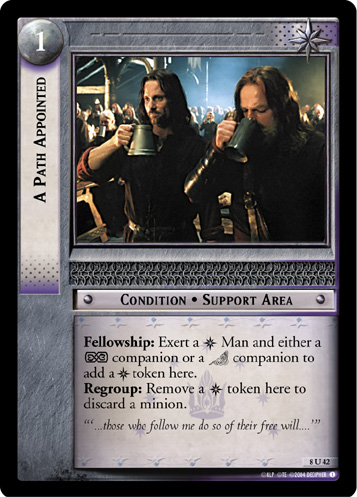 1
A Path Appointed
Condition • Support Area
Fellowship: Exert a Man and either a
companion or a companion to
add a token here.
Regroup: Remove a token here to
discard a minion.
"'...those who follow me do so of their free will....'"
8 U 42
©NLP ™TE ©2004 DECIPHER